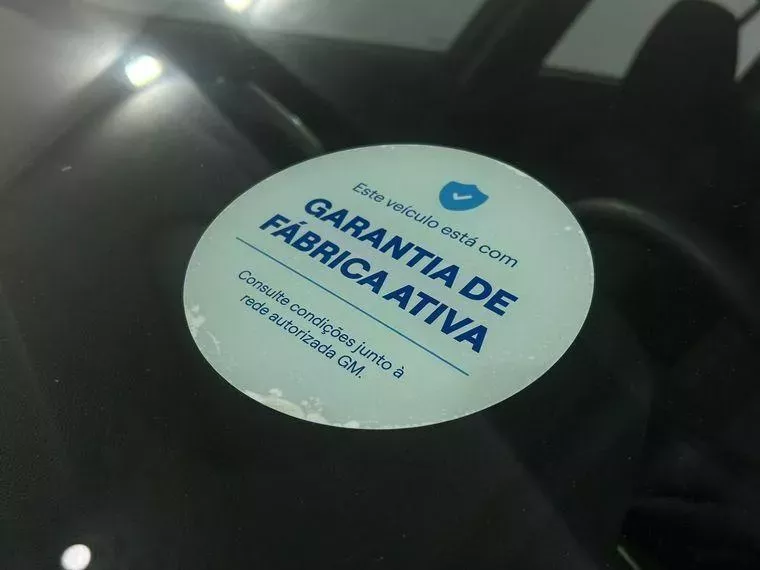 Este veículo está com
GARANTIA DE
FÁBRICA ATIVA
Consulte condições junto à
rede autorizada GM.